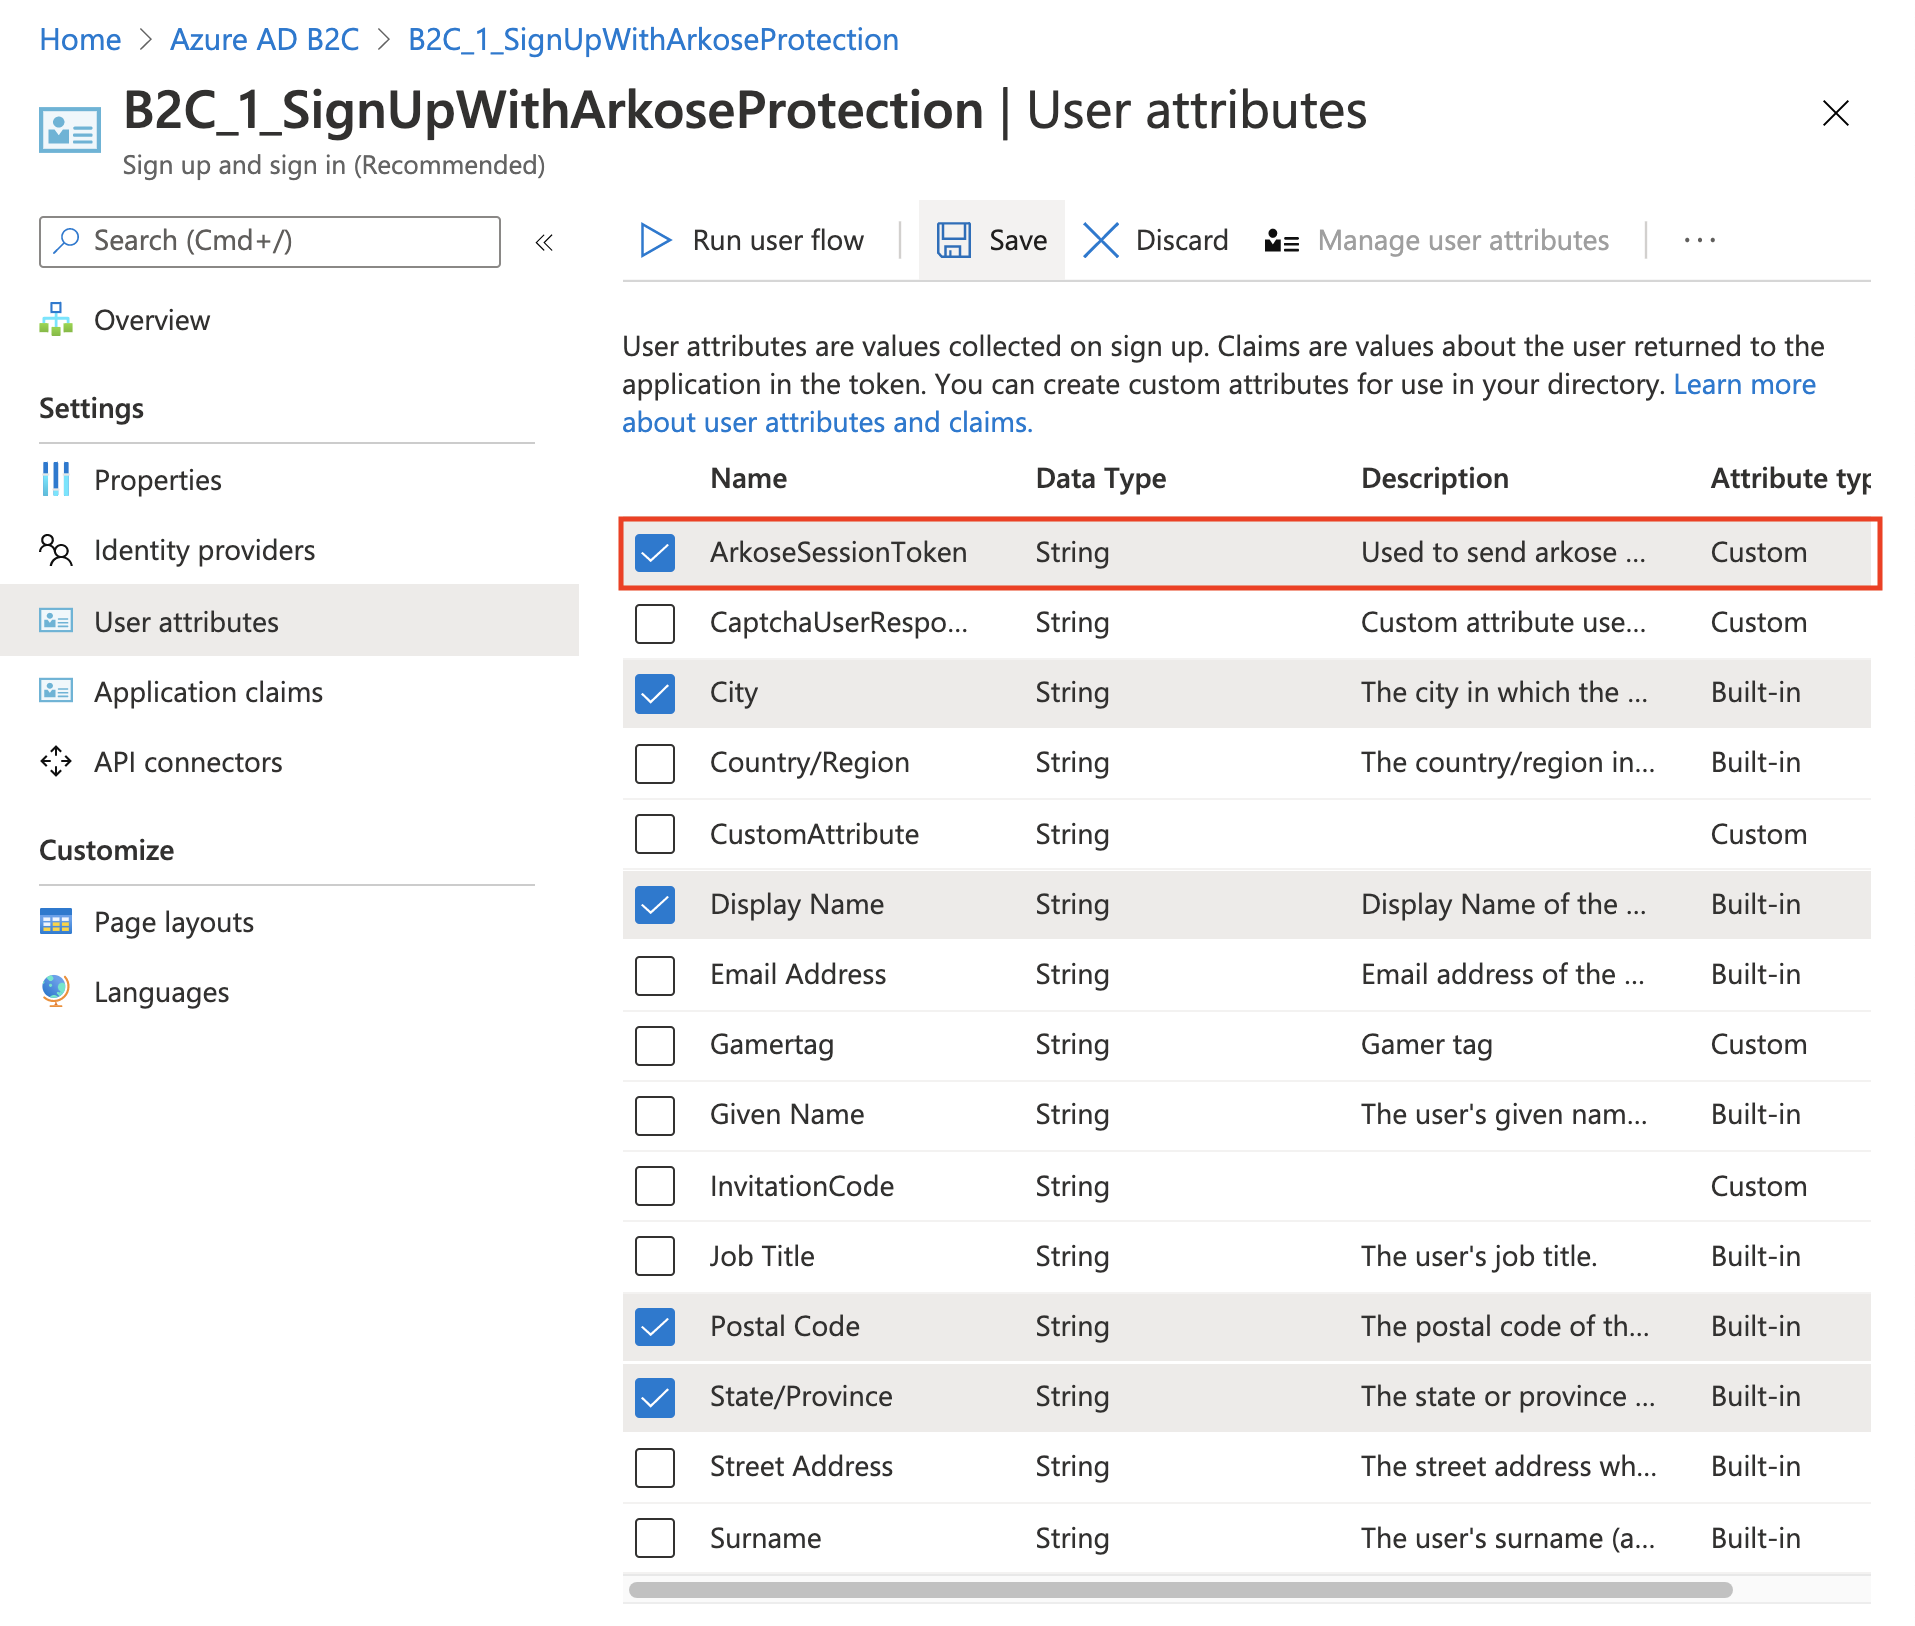 Home > Azure AD B2C > B2C_1_SignUpWithArkoseProtection
B2C_1_SignUpWithArkoseProtection | User attributes
Sign up and sign in (Recommended)
Search (Cmd+/)
Overview
Settings
Properties
Identity providers
User attributes
Application claims
API connectors
Customize
Page layouts
Languages
Run user flow | Save Discard Manage user attributes | ...
User attributes are values collected on sign up. Claims are values about the user returned to the
application in the token. You can create custom attributes for use in your directory. Learn more
about user attributes and claims.
Name Data Type Description Attribute typ
ArkoseSessionToken String Used to send arkose ... Custom
CaptchaUserRespo... String Custom attribute use... Custom
City String The city in which the ... Built-in
Country/Region String The country/region in... Built-in
CustomAttribute String Custom
Display Name String Display Name of the ... Built-in
Email Address String Email address of the ... Built-in
Gamertag String Gamer tag Custom
Given Name String The user's given nam... Built-in
InvitationCode String Custom
Job Title String The user's job title. Built-in
Postal Code String The postal code of th... Built-in
State/Province String The state or province ... Built-in
Street Address String The street address wh... Built-in
Surname String The user's surname (a... Built-in